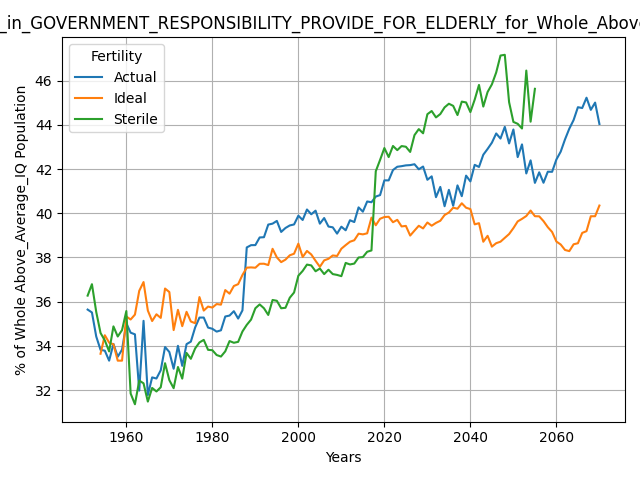 _in_GOVERNMENT_RESPONSIBILITY_PROVIDE_FOR_ELDERLY_for_Whole_Above
Fertility
Actual
Ideal
Sterile
% of Whole Above_Average_IQ Population
46
44
42
40
38
36
34
32
1960
1980
2000
2020
2040
2060
Years